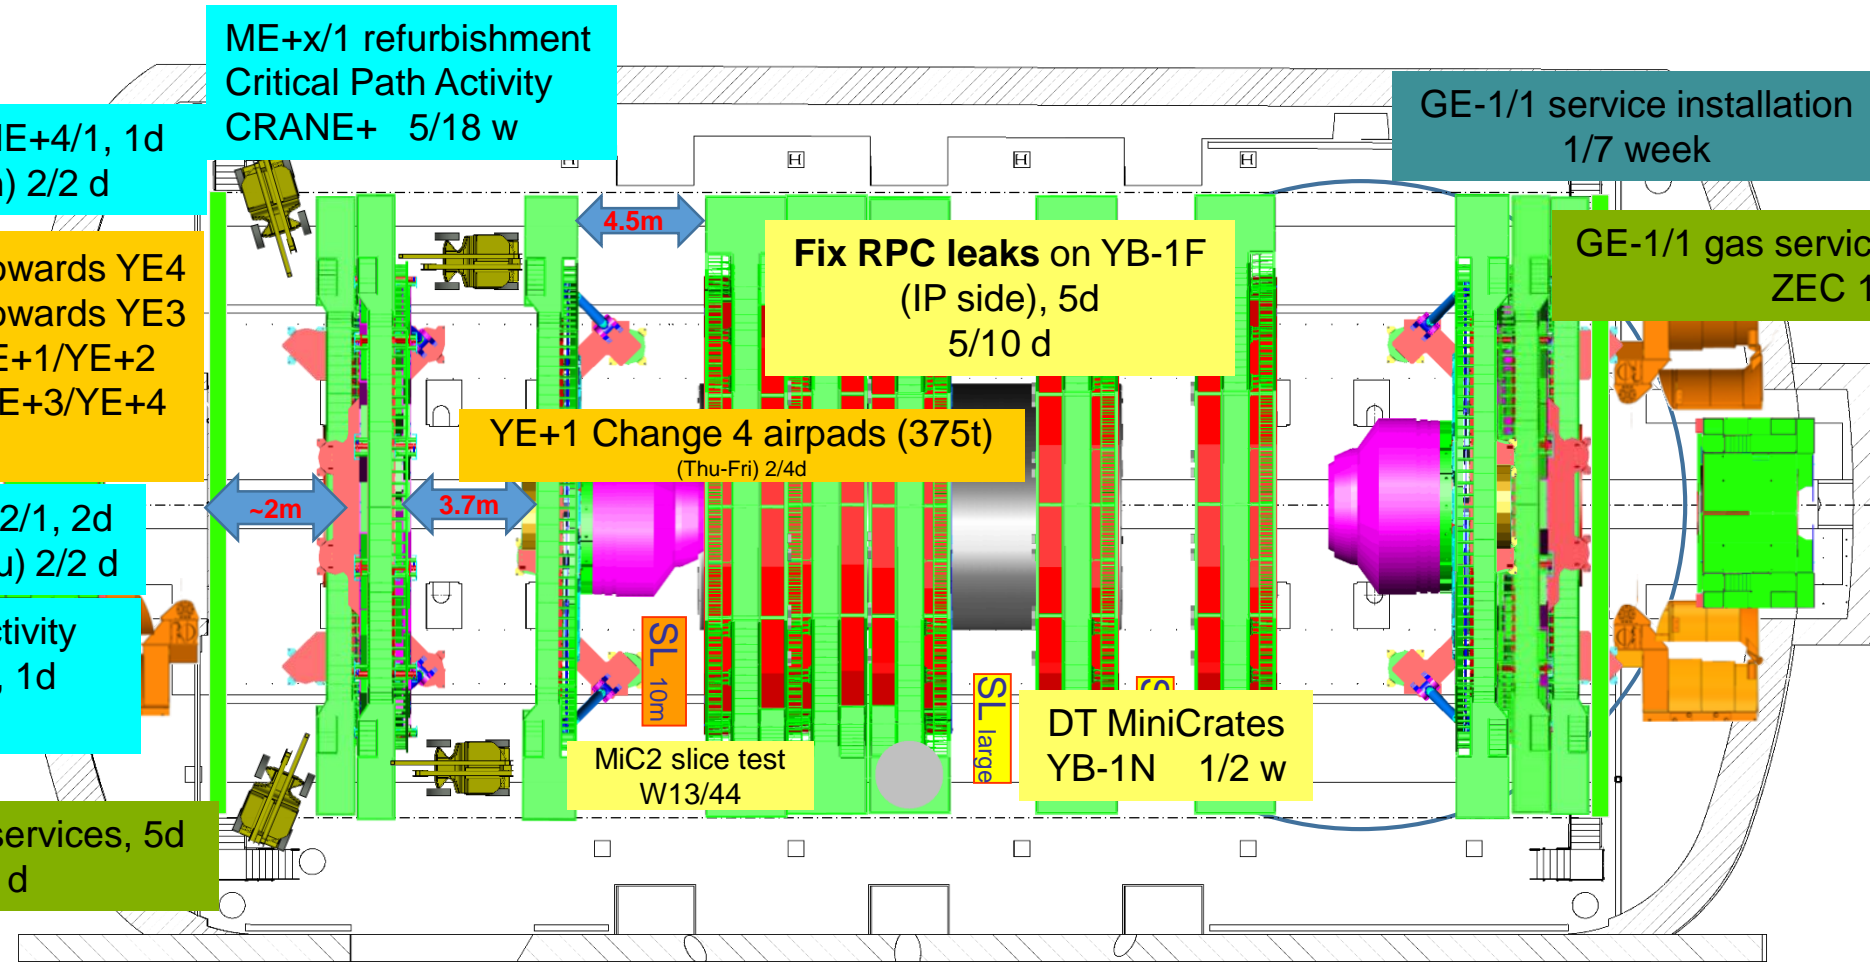 ME+x/1 refurbishment
Critical Path Activity
CRANE+ 5/18 w
E+4/1, 1d
) 2/2 d
GE-1/1 service installation
1/7 week
owards YE4
owards YE3
E+1/YE+2
E+3/YE+4
4.5m
Fix RPC leaks on YB-1F
(IP side), 5d
5/10 d
GE-1/1 gas servic
ZEC 1
H
H
H
H
YE+1 Change 4 airpads (375t)
(Thu-Fri) 2/4d
~2m
3.7m
2/1, 2d
u) 2/2 d
ctivity
, 1d
SL 10m
SL large
S
DT MiniCrates
YB-1N 1/2 w
MiC2 slice test
W13/44
services, 5d
d